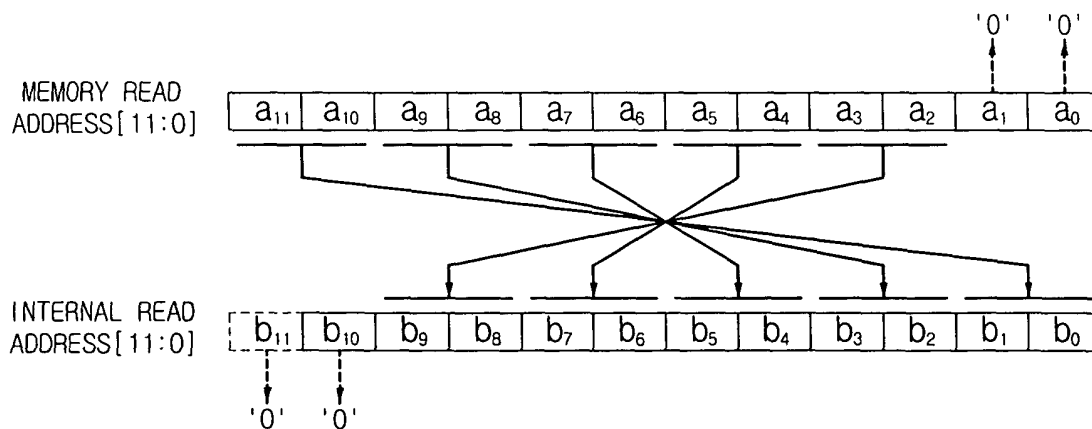 '0' '0'
MEMORY READ
ADDRESS[11:0]
a11 a10 a9 a8 a7 a6 a5 a4 a3 a2 a1 a0
INTERNAL READ
ADDRESS[11:0]
b11 b10 b9 b8 b7 b6 b5 b4 b3 b2 b1 b0
'0' '0'